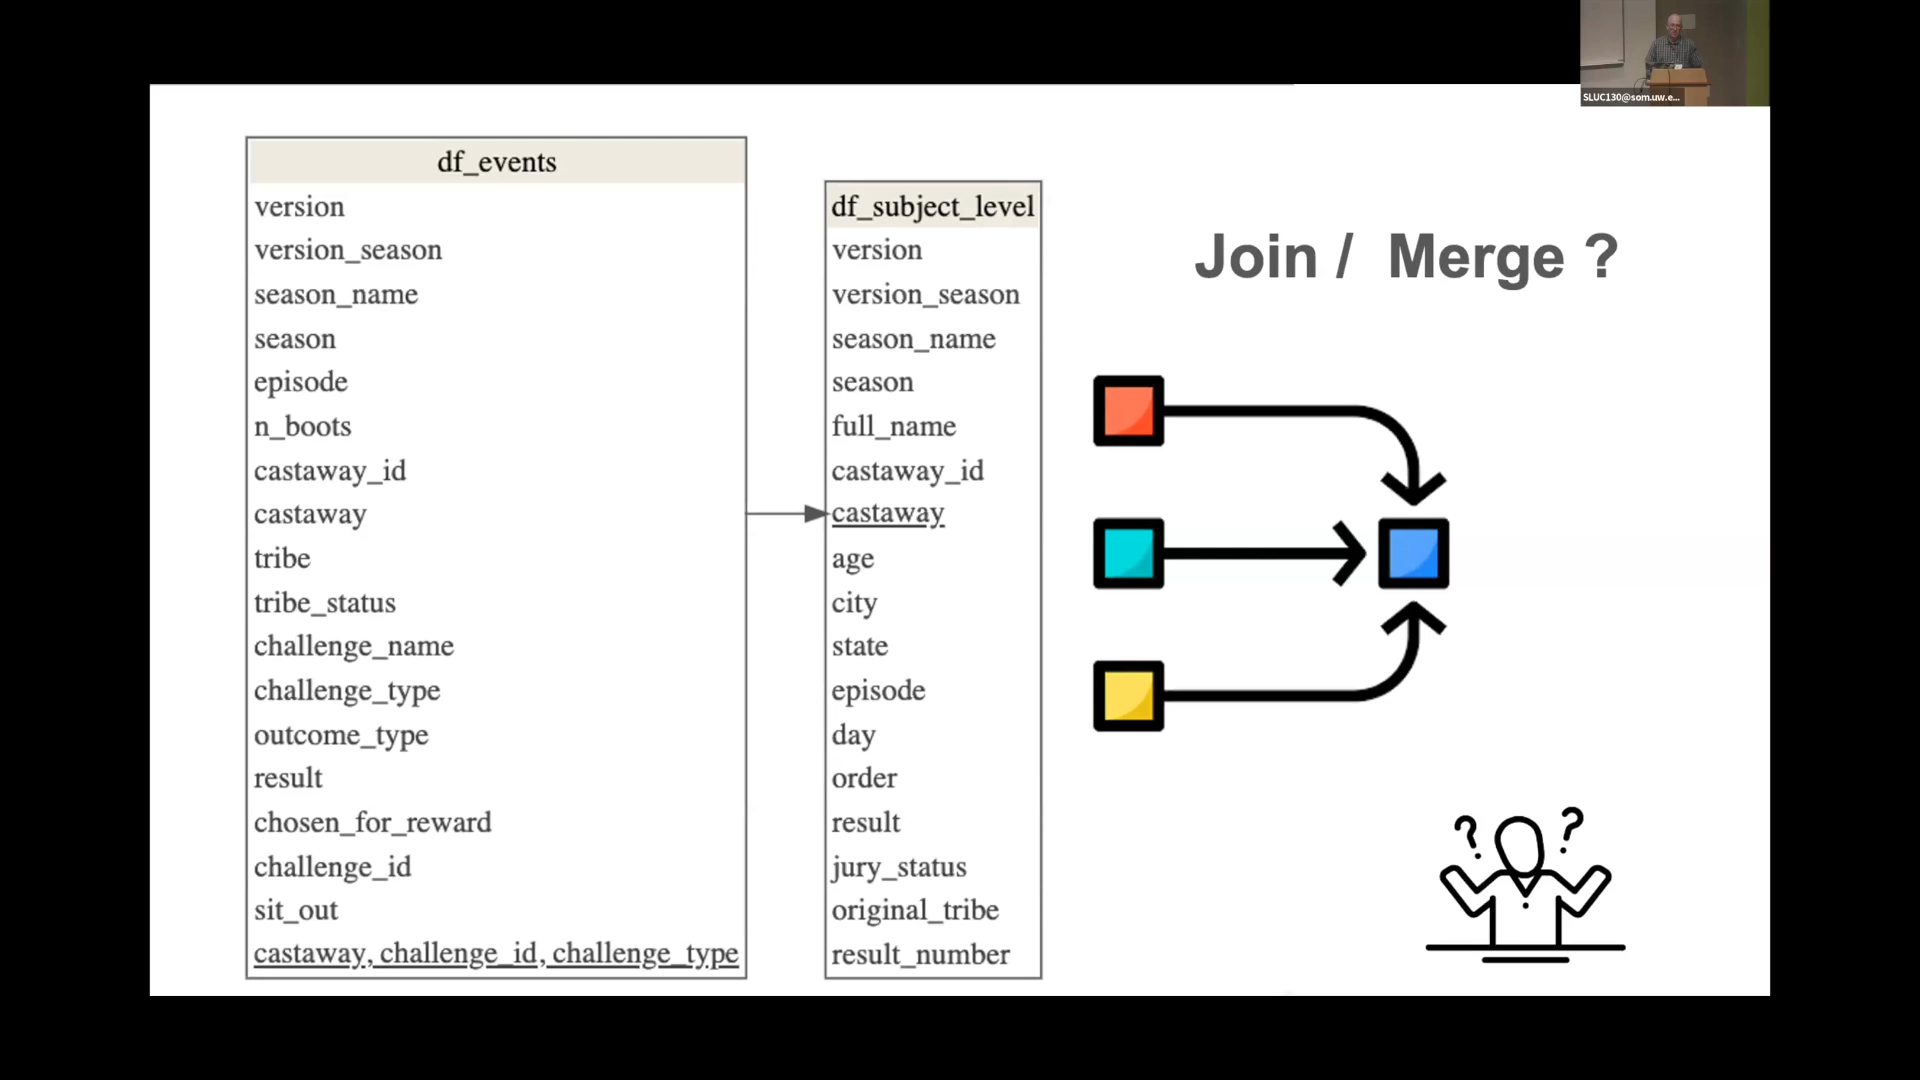 SLUC130@som.uw.e...
df_events
version
version_season
season_name
season
episode
n_boots
castaway_id
castaway
tribe
tribe_status
challenge_name
challenge_type
outcome_type
result
chosen_for_reward
challenge_id
sit_out
castaway, challenge_id, challenge_type
df_subject_level
version
version_season
season_name
season
full_name
castaway_id
castaway
age
city
state
episode
day
order
result
jury_status
original_tribe
result_number
Join / Merge ?
? ?